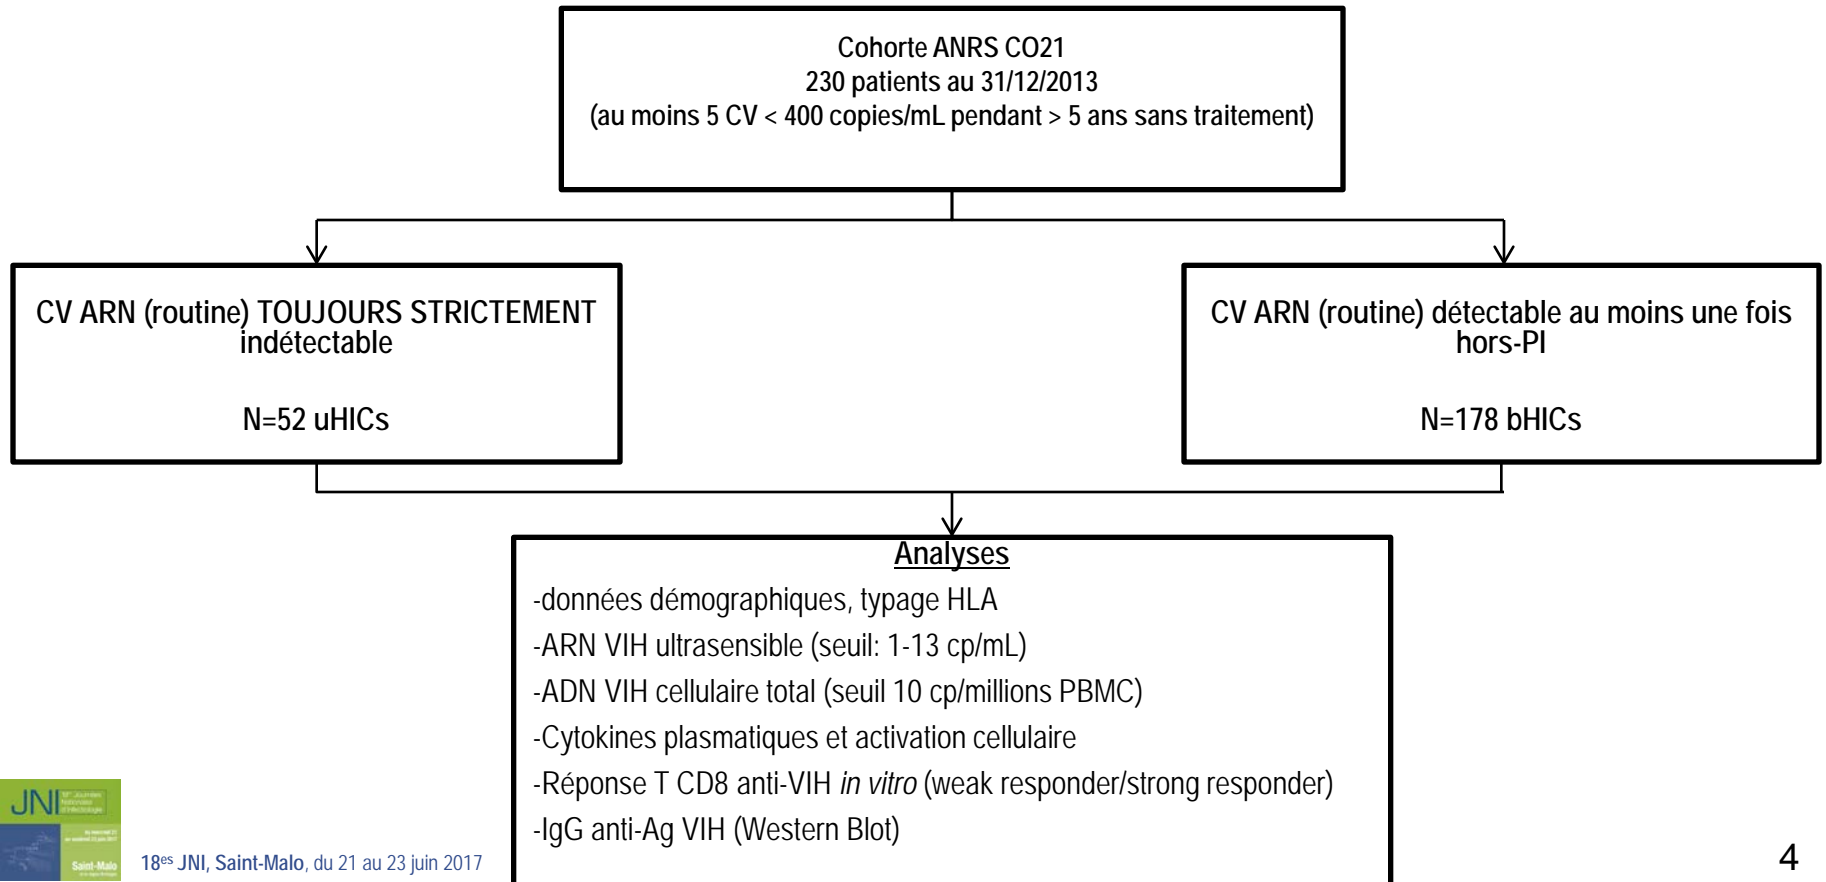 Cohorte ANRS CO21
230 patients au 31/12/2013
(au moins 5 CV < 400 copies/mL pendant > 5 ans sans traitement)
CV ARN (routine) TOUJOURS STRICTEMENT
indétectable
N=52 uHICs
CV ARN (routine) détectable au moins une fois
hors-PI
N=178 bHICs
Analyses
-données démographiques, typage HLA
-ARN VIH ultrasensible (seuil: 1-13 cp/mL)
-ADN VIH cellulaire total (seuil 10 cp/millions PBMC)
-Cytokines plasmatiques et activation cellulaire
-Réponse T CD8 anti-VIH in vitro (weak responder/strong responder)
-IgG anti-Ag VIH (Western Blot)
JNI
Saint-Malo
18es JNI, Saint-Malo, du 21 au 23 juin 2017
4